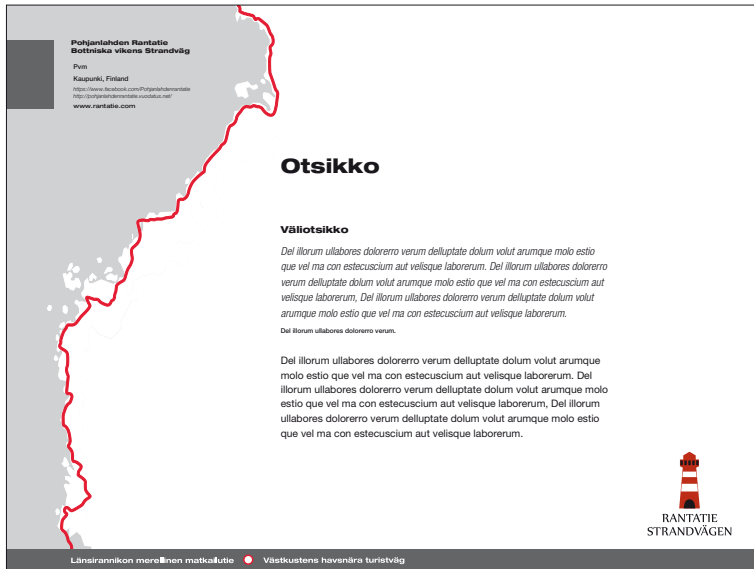 Pohjanlahden Rantatie
Bottniska vikens Strandväg
Pvm
Kaupunki, Finland
https://www.facebook.com/Pohjanlahdenrantatie
http://pohjanlahdenrantatie.vuodatus.net/
www.rantatie.com
Otsikko
Väliotsikko
Del illorum ullabores dolorerro verum delluptate dolum volut arumque molo estio
que vel ma con estecuscium aut velisque laborerum. Del illorum ullabores dolorerro
verum delluptate dolum volut arumque molo estio que vel ma con estecuscium aut
velisque laborerum, Del illorum ullabores dolorerro verum delluptate dolum volut
arumque molo estio que vel ma con estecuscium aut velisque laborerum.
Del illorum ullabores dolorerro verum.
Del illorum ullabores dolorerro verum delluptate dolum volut arumque
molo estio que vel ma con estecuscium aut velisque laborerum. Del
illorum ullabores dolorerro verum delluptate dolum volut arumque molo
estio que vel ma con estecuscium aut velisque laborerum, Del illorum
ullabores dolorerro verum delluptate dolum volut arumque molo estio
que vel ma con estecuscium aut velisque laborerum.
RANTATIE
STRANDVÄGEN
Länsirannikon merellinen matkailutie Västkustens havsnära turistväg